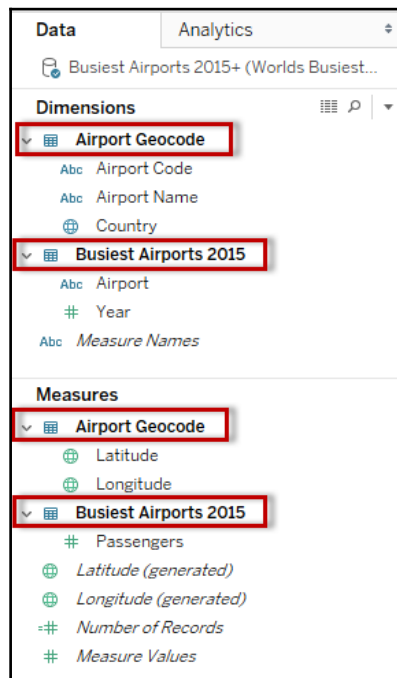 Data Analytics
Busiest Airports 2015+ (Worlds Busiest...
Dimensions
Airport Geocode
Abc Airport Code
Abc Airport Name
Country
Busiest Airports 2015
Abc Airport
# Year
Abc Measure Names
Measures
Airport Geocode
Latitude
Longitude
Busiest Airports 2015
# Passengers
Latitude (generated)
Longitude (generated)
=# Number of Records
# Measure Values